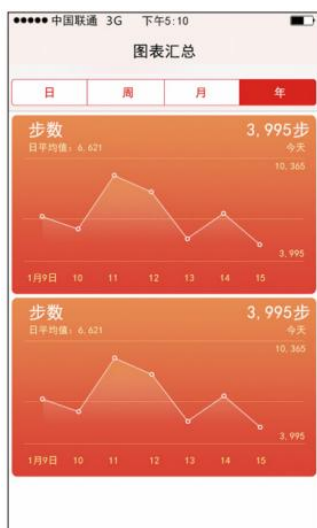 中国联通 3G 下午5:10
图表汇总
日 周 月 年
步数 3,995步
日平均值：6,621 今天
10,365
3,995
1月9日 10 11 12 13 14 15
步数 3,995步
日平均值：6,621 今天
10,365
3,995
1月9日 10 11 12 13 14 15